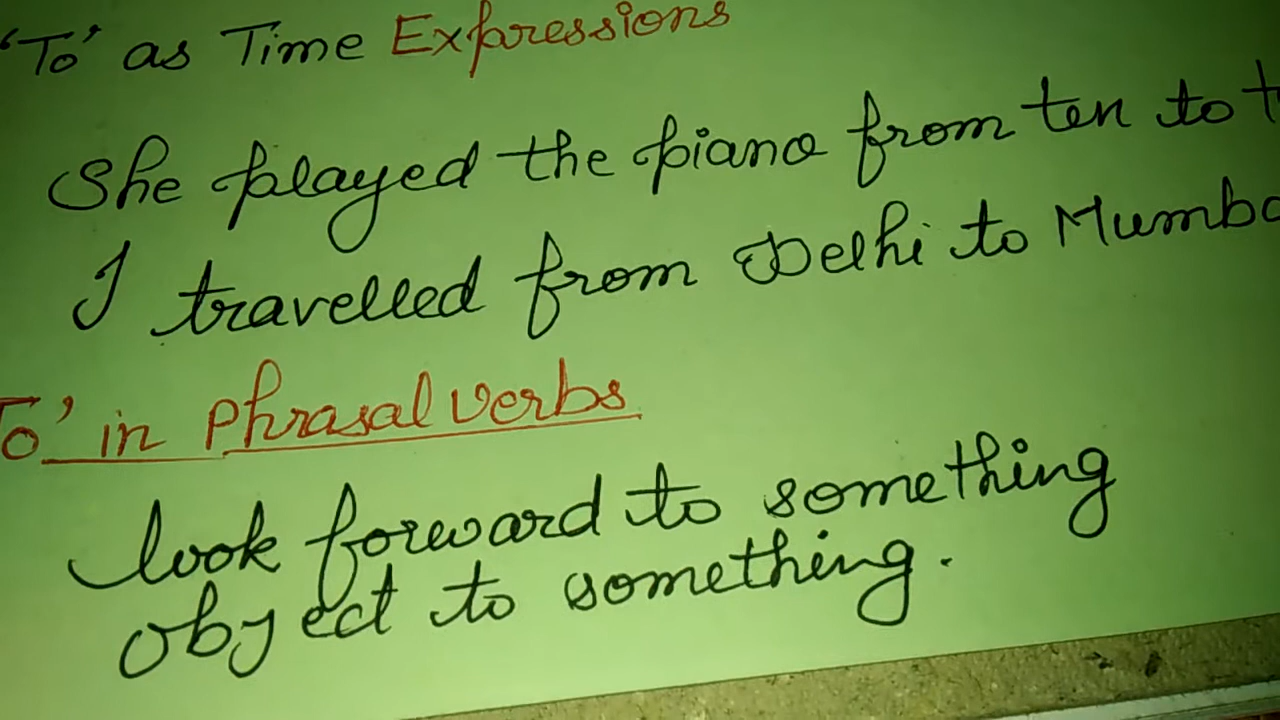 'To' as Time Expressions
She played the piano from ten to
I travelled from Delhi to
To' in Phrasal verbs
look forward to something
object to something.